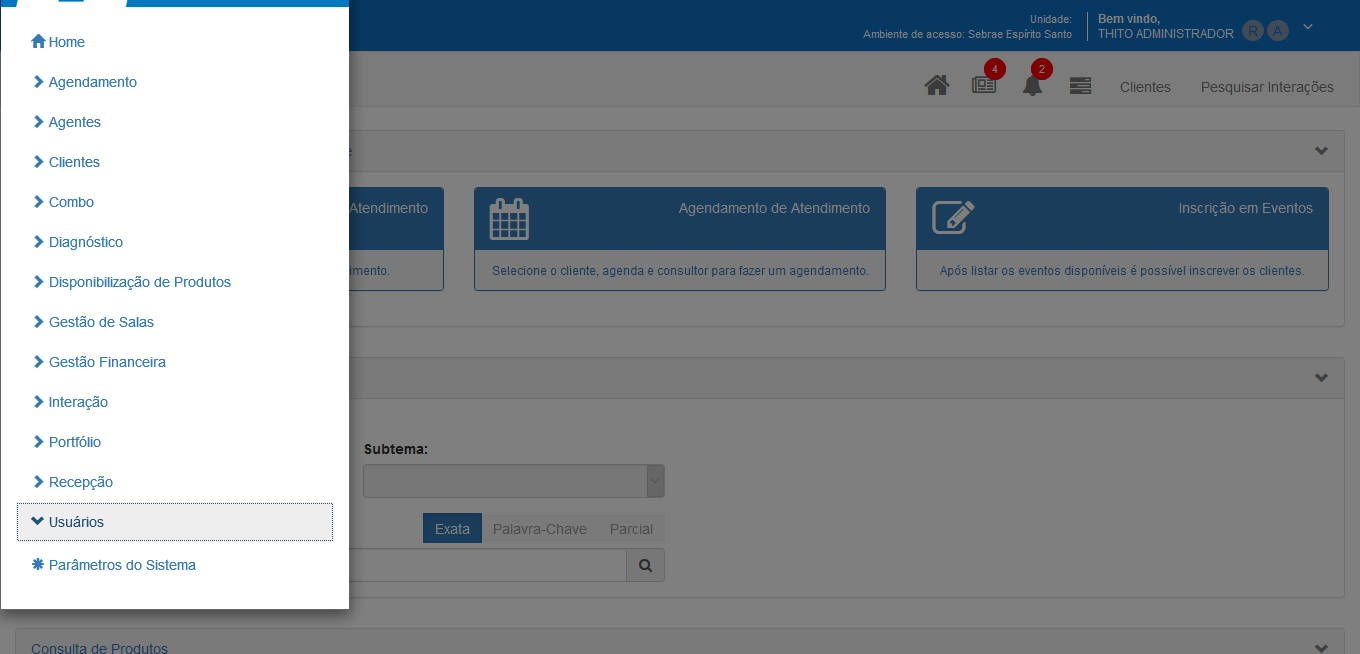 Home
Agendamento
Agentes
Clientes
Combo
Diagnóstico
Disponibilização de Produtos
Gestão de Salas
Gestão Financeira
Interação
Portfólio
Recepção
Usuários
Parâmetros do Sistema
Unidade:
Ambiente de acesso: Sebrae Espírito Santo
Bem vindo,
THITO ADMINISTRADOR
R A
4
2
Clientes
Pesquisar Interações
Atendimento
Agendamento de Atendimento
Selecione o cliente, agenda e consultor para fazer um agendamento.
Inscrição em Eventos
Após listar os eventos disponíveis é possível inscrever os clientes.
Subtema:
Exata
Palavra-Chave
Parcial
Consulta de Produtos